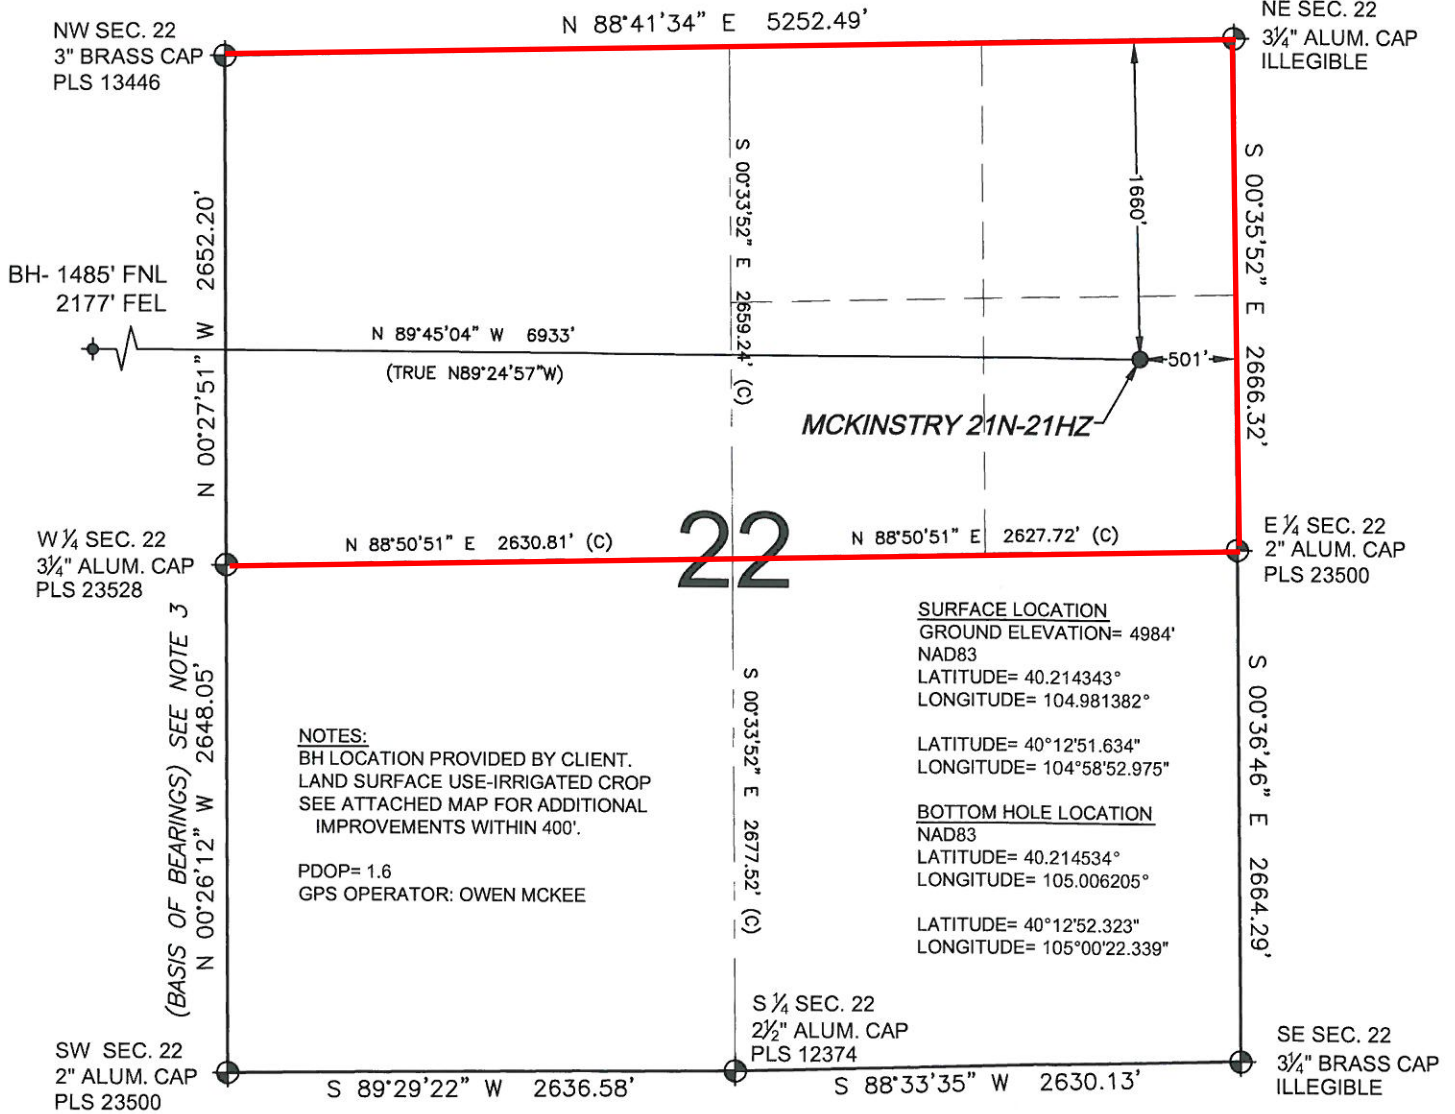 N 88°41'34" E 5252.49'
NW SEC. 22
3" BRASS CAP
PLS 13446
NE SEC. 22
3¼" ALUM. CAP
ILLEGIBLE
N 00°27'51" W 2652.20'
S 00°33'52" E 2659.24' (C)
1660'
S 00°35'52" E 2666.32'
BH- 1485' FNL
2177' FEL
N 89°45'04" W 6933'
(TRUE N89°24'57"W)
501'
MCKINSTRY 21N-21HZ
W ¼ SEC. 22
3¼" ALUM. CAP
PLS 23528
N 88°50'51" E 2630.81' (C)
22
N 88°50'51" E 2627.72' (C)
E ¼ SEC. 22
2" ALUM. CAP
PLS 23500
(BASIS OF BEARINGS) SEE NOTE 3
N 00°26'12" W 2648.05'
NOTES:
BH LOCATION PROVIDED BY CLIENT.
LAND SURFACE USE-IRRIGATED CROP
SEE ATTACHED MAP FOR ADDITIONAL
IMPROVEMENTS WITHIN 400'.
PDOP= 1.6
GPS OPERATOR: OWEN MCKEE
S 00°33'52" E 2677.52' (C)
SURFACE LOCATION
GROUND ELEVATION= 4984'
NAD83
LATITUDE= 40.214343°
LONGITUDE= 104.981382°
LATITUDE= 40°12'51.634"
LONGITUDE= 104°58'52.975"
BOTTOM HOLE LOCATION
NAD83
LATITUDE= 40.214534°
LONGITUDE= 105.006205°
LATITUDE= 40°12'52.323"
LONGITUDE= 105°00'22.339"
S 00°36'46" E 2664.29'
SW SEC. 22
2" ALUM. CAP
PLS 23500
S 89°29'22" W 2636.58'
S ¼ SEC. 22
2½" ALUM. CAP
PLS 12374
S 88°33'35" W 2630.13'
SE SEC. 22
3¼" BRASS CAP
ILLEGIBLE